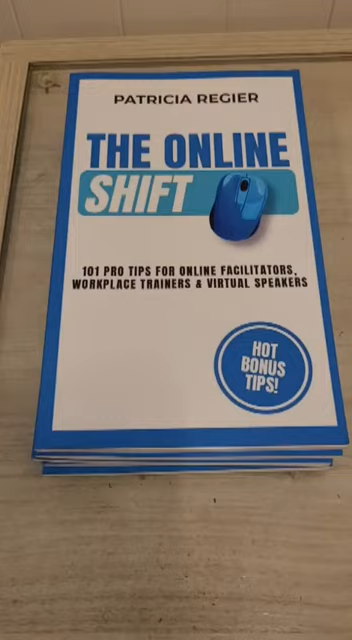 PATRICIA REGIER
THE ONLINE
SHIFT
101 PRO TIPS FOR ONLINE FACILITATORS,
WORKPLACE TRAINERS & VIRTUAL SPEAKERS
HOT
BONUS
TIPS!